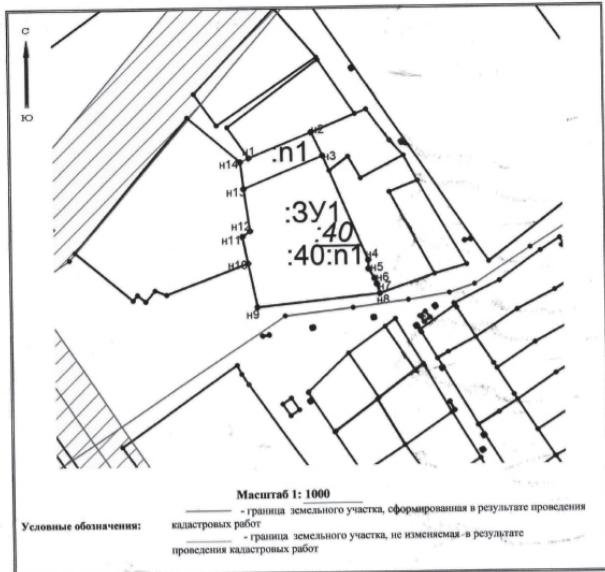 С
Ю
н1
н2
:п1
н14
н3
н13
:ЗУ1
н12
:40
н11
:40:п1
н4
н10
н5
н6
н7
н8
н9
Масштаб 1: 1000
Условные обозначения:
- граница земельного участка, сформированная в результате проведения
кадастровых работ
- граница земельного участка, не изменяемая в результате
проведения кадастровых работ